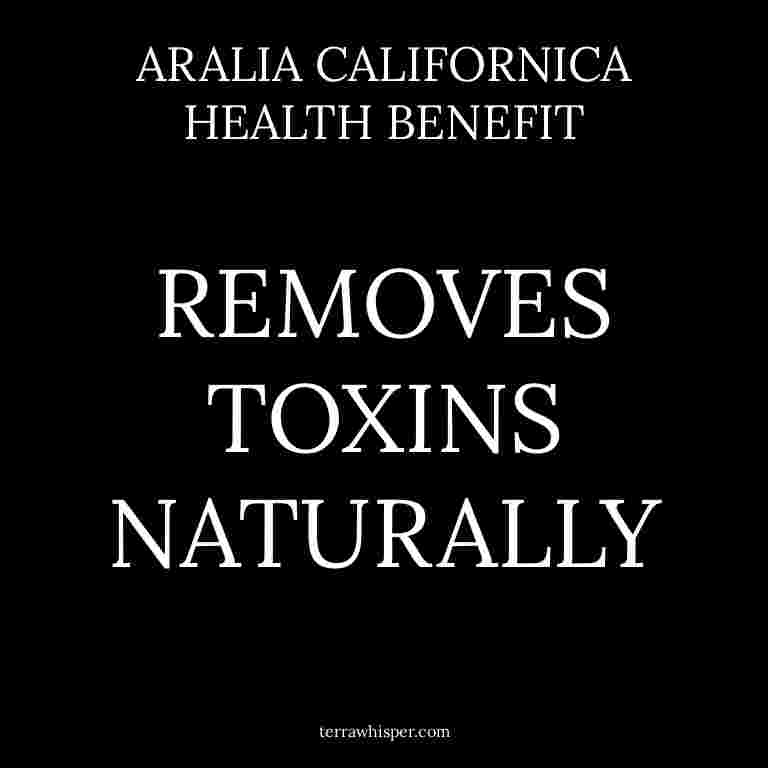 ARALIA CALIFORNICA
HEALTH BENEFIT
REMOVES
TOXINS
NATURALLY
terrawhisper.com